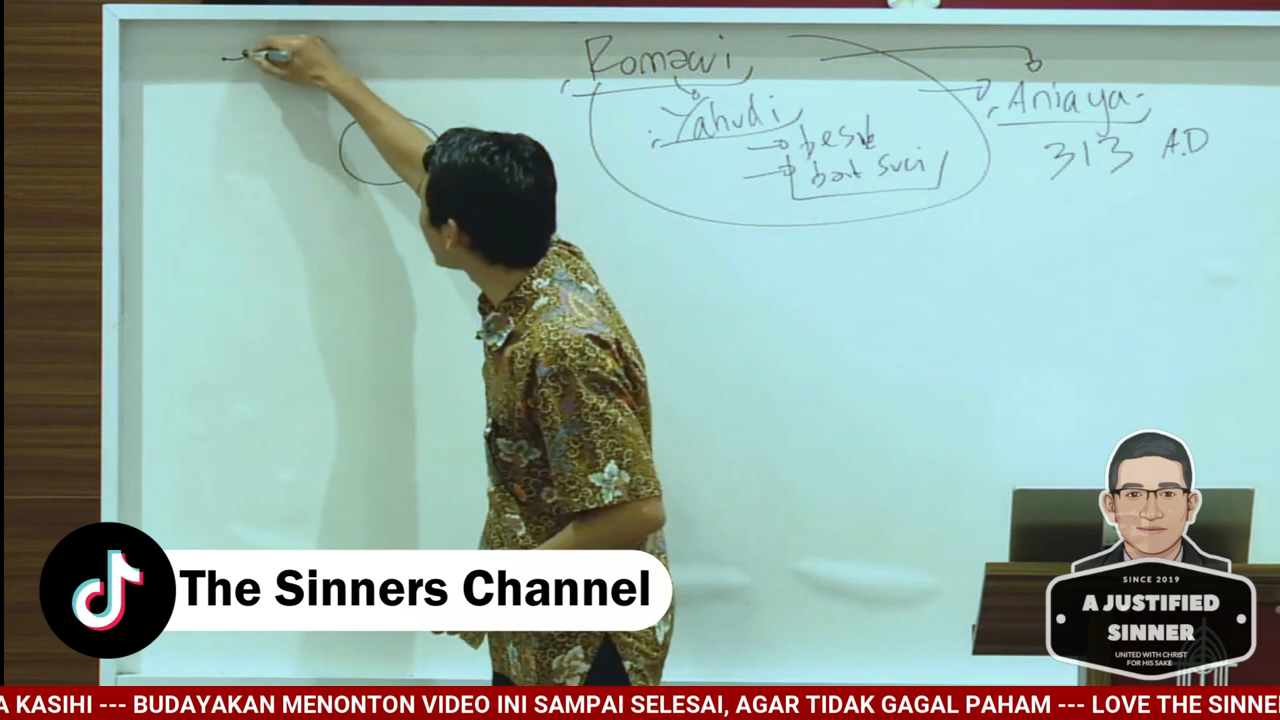 Romawi
Yahudi
Aniaya
313 A.D
bait suci
The Sinners Channel
SINCE 2019
A JUSTIFIED
SINNER
UNITED WITH CHRIST
FOR HIS SAKE
A KASIHI --- BUDAYAKAN MENONTON VIDEO INI SAMPAI SELESAI, AGAR TIDAK GAGAL PAHAM --- LOVE THE SINNE